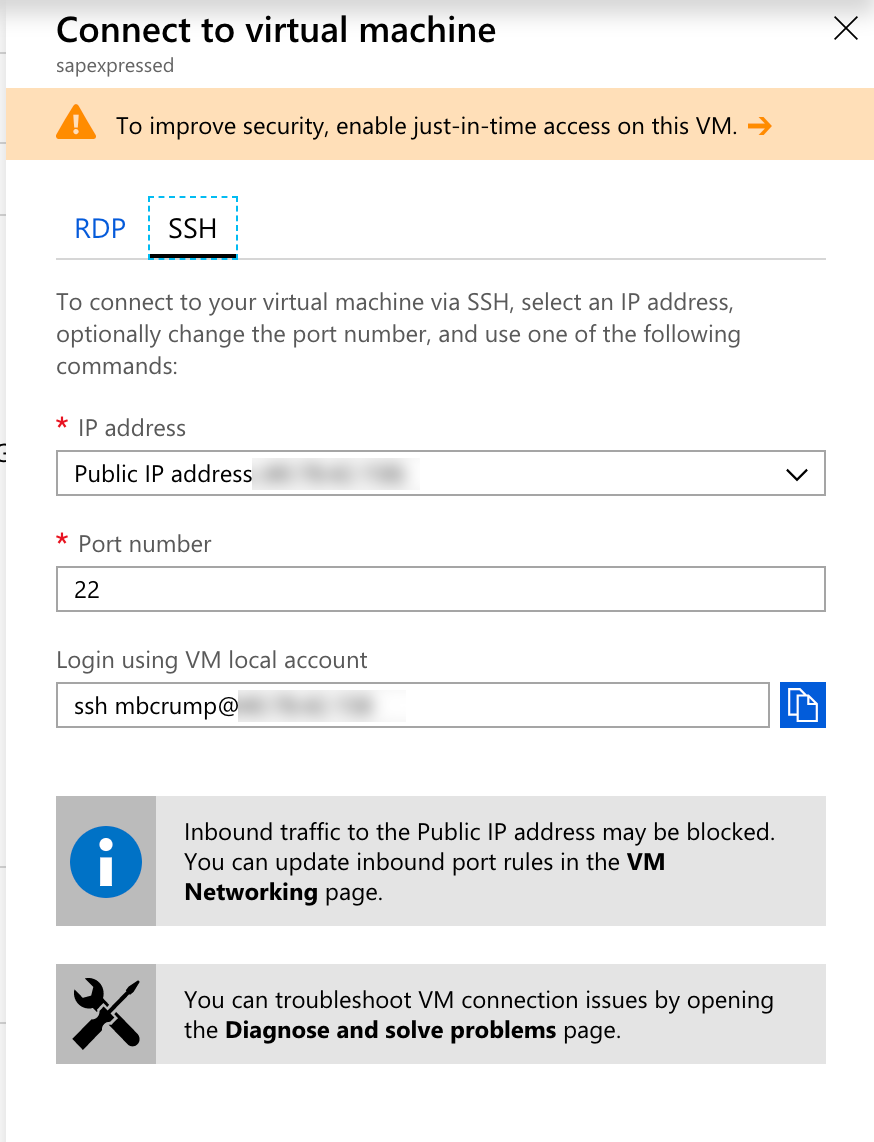 Connect to virtual machine
sapexpressed
To improve security, enable just-in-time access on this VM. →
RDP
SSH
To connect to your virtual machine via SSH, select an IP address,
optionally change the port number, and use one of the following
commands:
* IP address
Public IP address
* Port number
22
Login using VM local account
ssh mbcrump@
Inbound traffic to the Public IP address may be blocked.
You can update inbound port rules in the VM
Networking page.
You can troubleshoot VM connection issues by opening
the Diagnose and solve problems page.